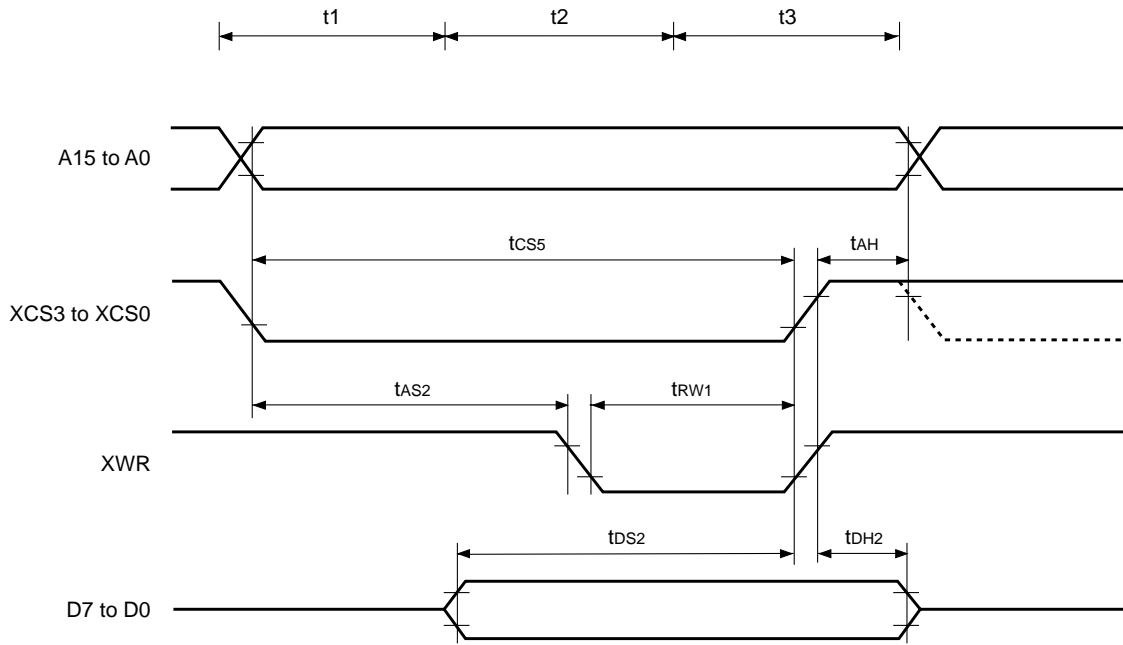 t1 t2 t3
A15 to A0
tCS5 tAH
XCS3 to XCS0
tAS2 tRW1
XWR
tDS2 tDH2
D7 to D0